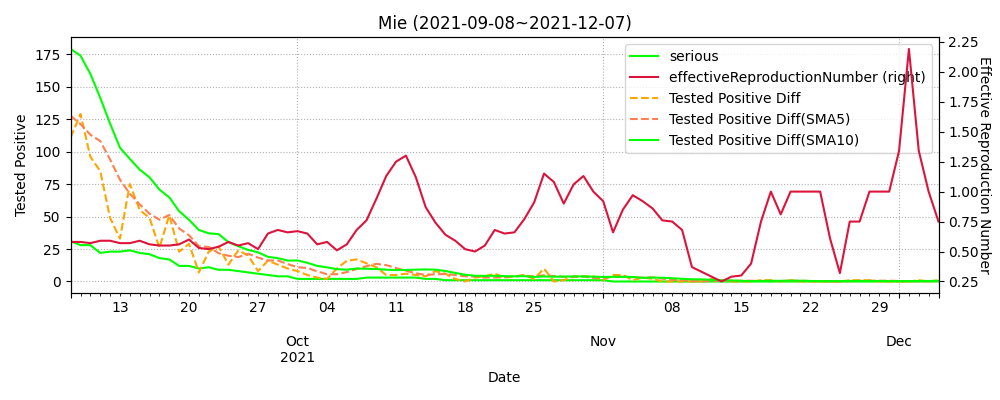 Mie (2021-09-08~2021-12-07)
serious
effectiveReproductionNumber (right)
Tested Positive Diff
Tested Positive Diff(SMA5)
Tested Positive Diff(SMA10)
Tested Positive
175
150
125
100
75
50
25
0
2.25
2.00
1.75
1.50
1.25
1.00
0.75
0.50
0.25
Effective Reproduction Number
13 20 27 04 11 18 25 08 15 22 29
Oct Nov Dec
2021
Date